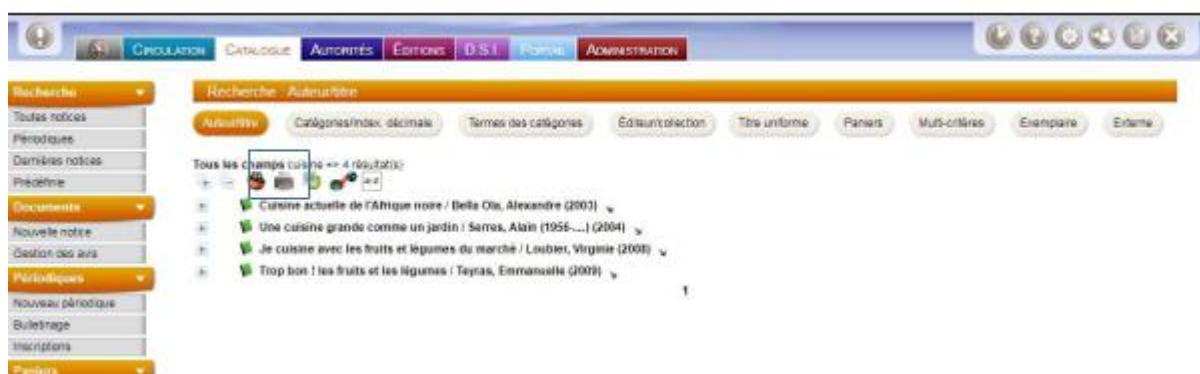 CIRCULATION CATALOGUE AUTORITÉS ÉDITIONS D.S.I. PORTAIL ADMINISTRATION
Recherche
Toutes notices
Périodiques
Dernières notices
Prédéfinie
Documents
Nouvelle notice
Gestion des avis
Périodiques
Nouveau périodique
Bulletinage
Inscriptions
Paniers
Recherche : Auteur/titre
Auteur/titre Catégories/Index. décimale Termes des catégories Éditeur/collection Titre uniforme Paniers Multi-critères Exemplaire Externe
Tous les champs cuisine => 4 résultat(s)
a-z
Cuisine actuelle de l'Afrique noire / Bella Ola, Alexandre (2003)
Une cuisine grande comme un jardin / Serres, Alain (1956-....) (2004)
Je cuisine avec les fruits et légumes du marché / Loubier, Virginie (2008)
Trop bon ! les fruits et les légumes / Teyras, Emmanuelle (2009)
1